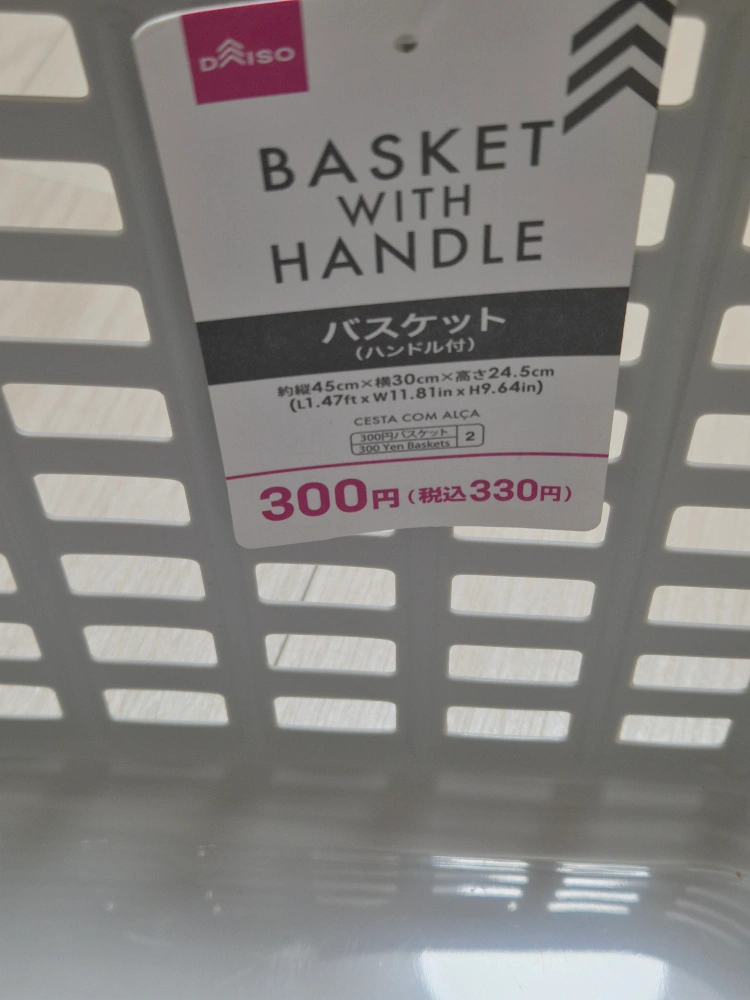 DAISO
BASKET
WITH
HANDLE
バスケット
(ハンドル付)
約縦45cm×横30cm×高さ24.5cm
(L1.47ft x W11.81in x H9.64in)
CESTA COM ALÇA
300円バスケット 2
300 Yen Baskets
300円(税込330円)